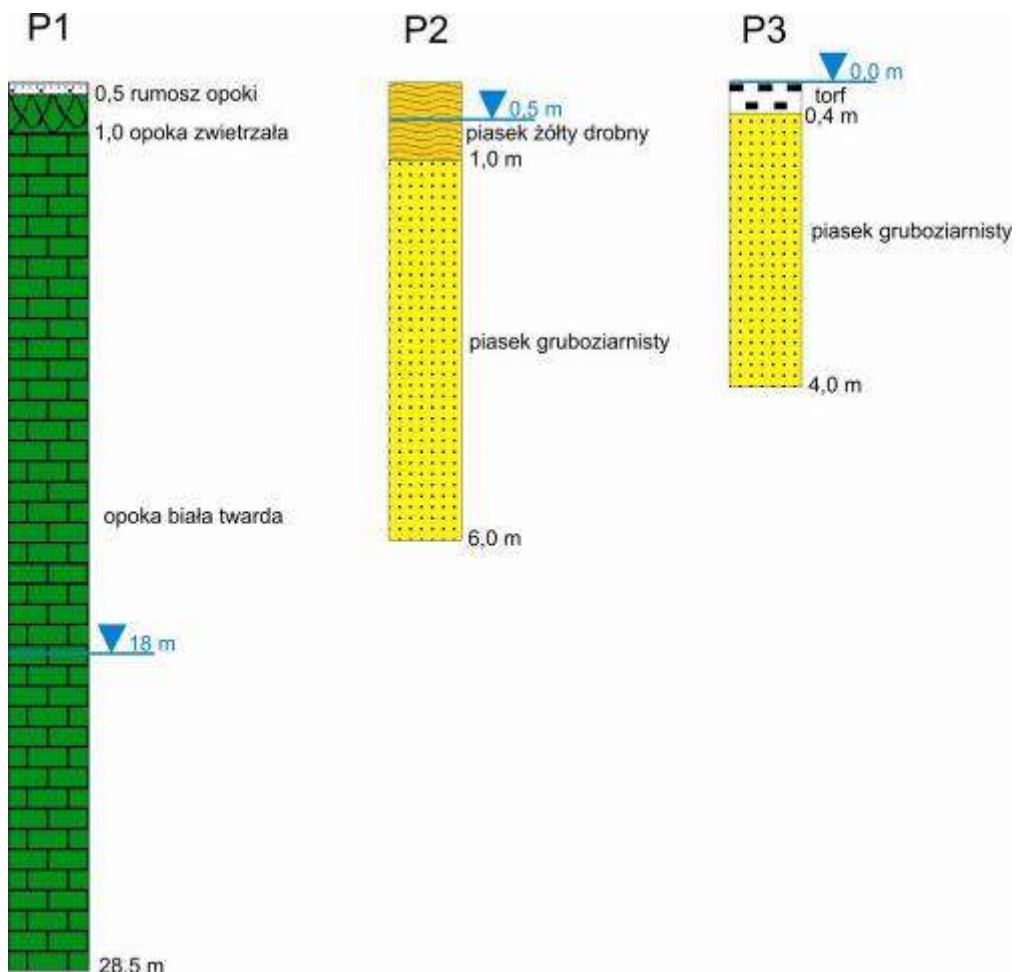 P1
0,5 rumosz opoki
1,0 opoka zwietrzała
opoka biała twarda
18 m
28,5 m
P2
0,5 m
piasek żółty drobny
1,0 m
piasek gruboziarnisty
6,0 m
P3
0,0 m
torf
0,4 m
piasek gruboziarnisty
4,0 m